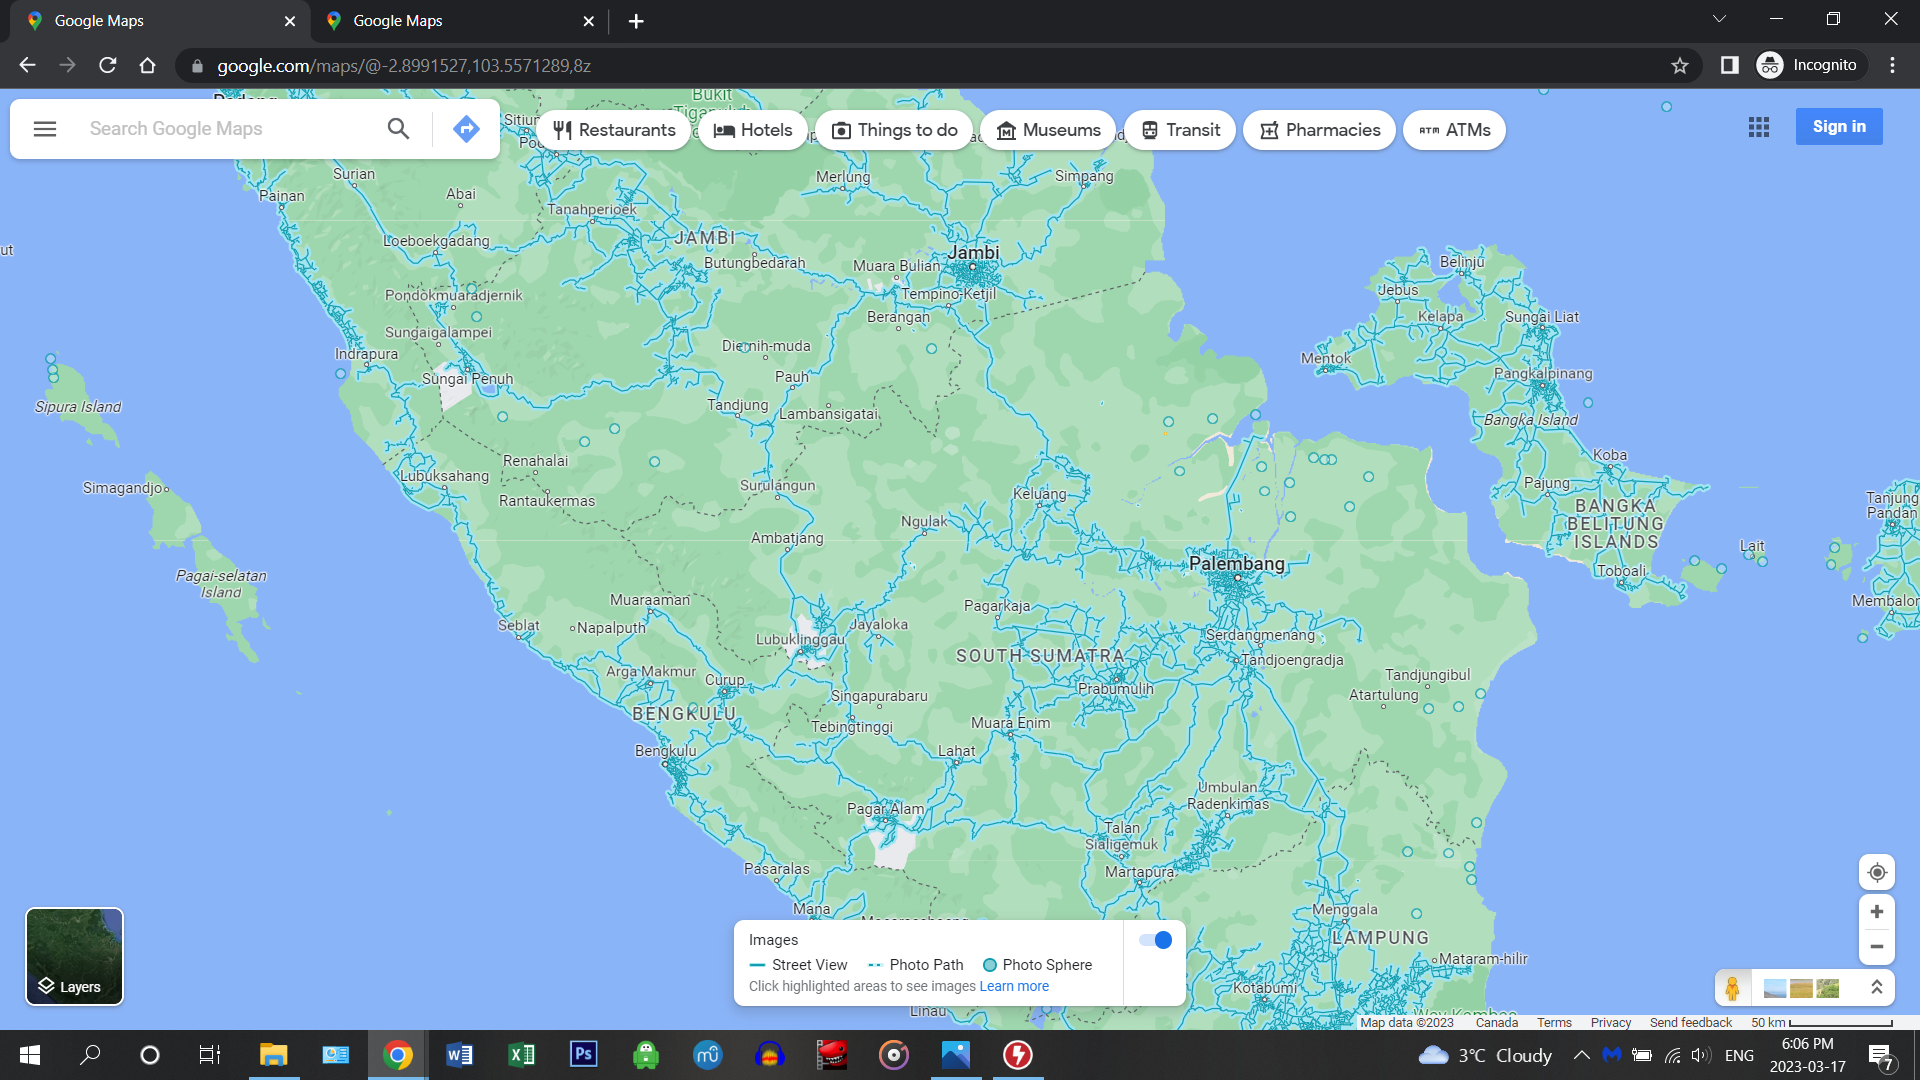 Google Maps
Google Maps
google.com/maps/@-2.8991527,103.5571289,8z
Incognito
Search Google Maps
Restaurants
Hotels
Things to do
Museums
Transit
Pharmacies
ATMs
Sign in
Bukit
Surian
Painan
Abai
Merlung
Simpang
Tanahperioek
Loeboekgadang
JAMBI
Butungbedarah
Muara Bulian
Jambi
Tempino-Ketjil
Berangan
Pondokmuaradjernik
Sungaigalampei
Indrapura
Sungai Penuh
Pauh
Tandjung
Lambansigatai
Belinju
Jebus
Kelapa
Sungai Liat
Mentok
Pangkalpinang
Bangka Island
Koba
Pajung
BANGKA
BELITUNG
ISLANDS
Toboali
Lait
Tanjung
Pandan
Sipura Island
Simagandjo
Pagai-selatan
Island
Lubuksahang
Renahalai
Rantaukermas
Surulangun
Ngulak
Keluang
Ambatjang
Palembang
Muaraaman
Seblat
Napalputh
Lubuklinggau
Jayaloka
Pagarkaja
Serdangmenang
SOUTH SUMATRA
Tandjoengradja
Arga Makmur
Curup
Prabumulih
Tandjungibul
Atartulung
Singapurabaru
BENGKULU
Tebingtinggi
Muara Enim
Bengkulu
Lahat
Pagar Alam
Umbulan
Radenkimas
Talan
Sialigemuk
Pasaralas
Martapura
Mana
Menggala
LAMPUNG
Mataram-hilir
Kotabumi
Linau
Layers
Images
Street View
Photo Path
Photo Sphere
Click highlighted areas to see images Learn more
Map data ©2023
Canada
Terms
Privacy
Send feedback
50 km
3°C Cloudy
ENG
6:06 PM
2023-03-17
7